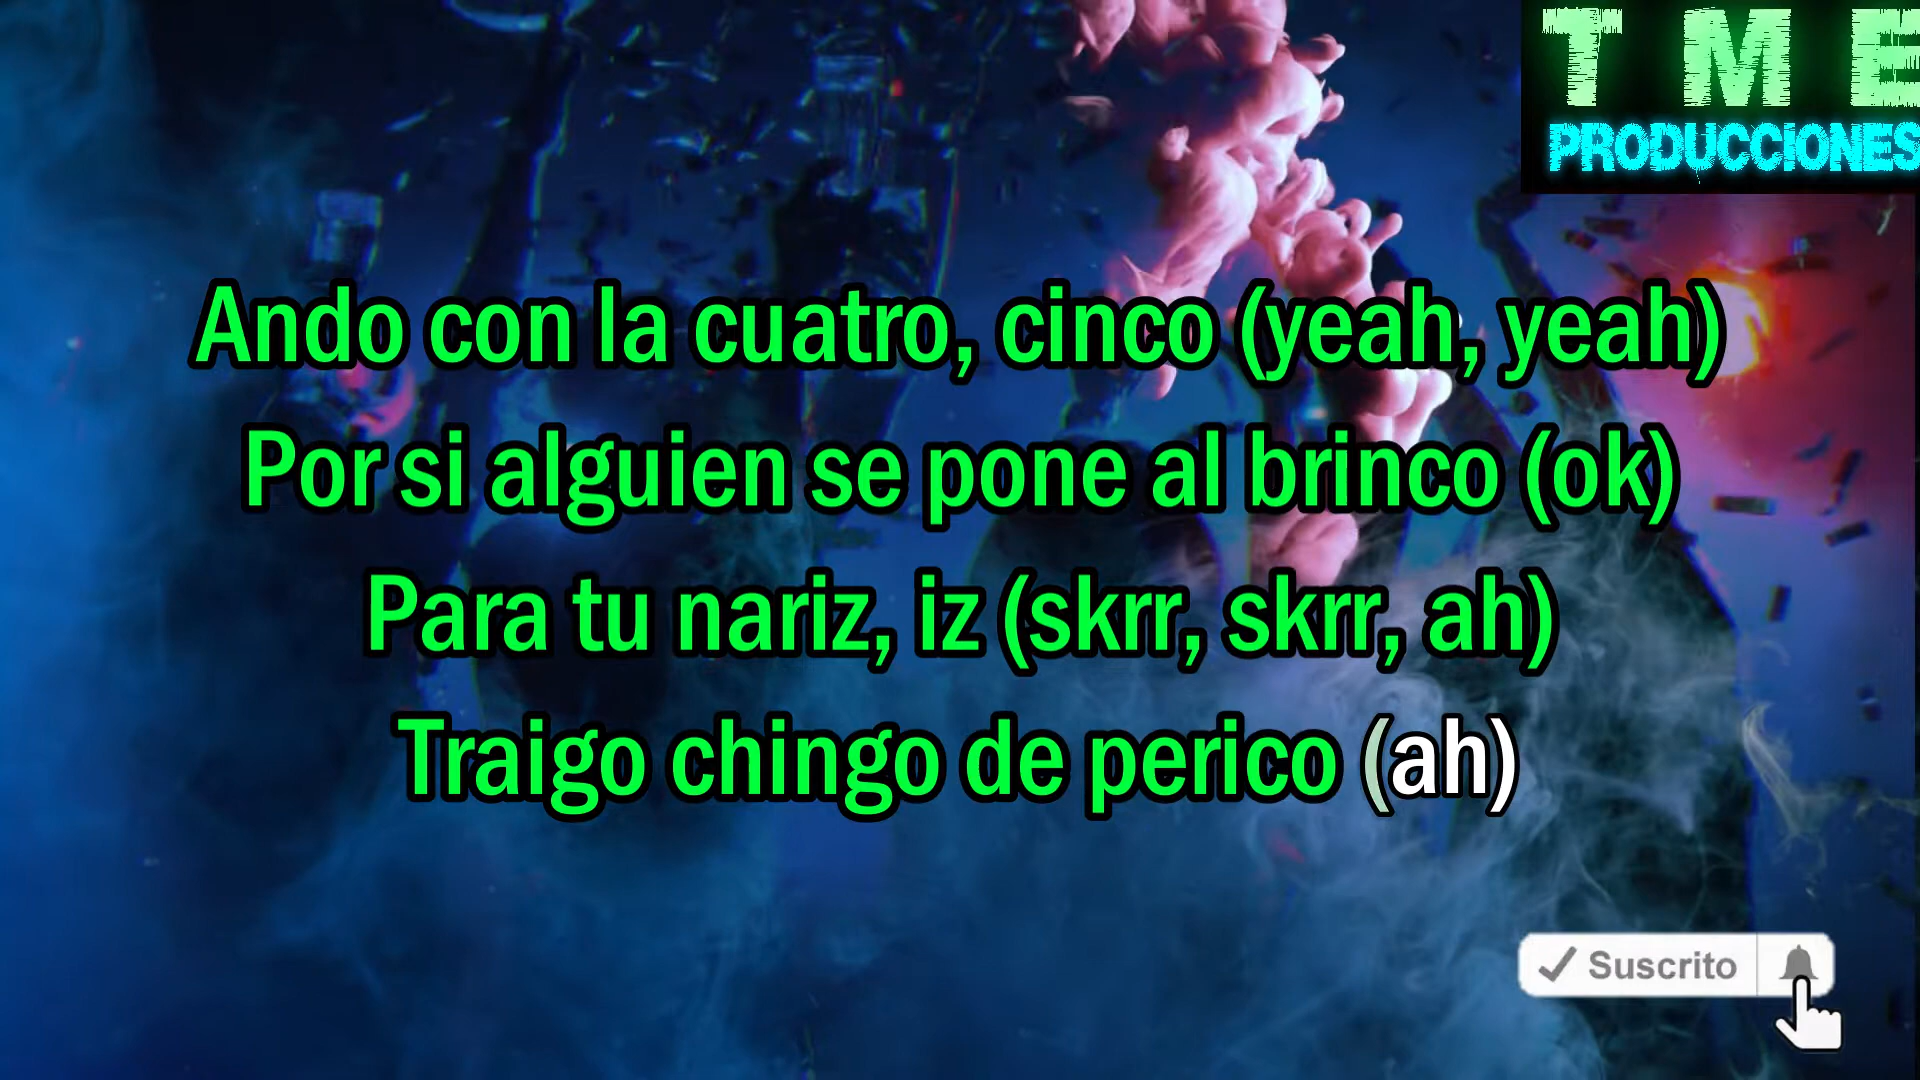 T M E
PRODUCCIONES
Ando con la cuatro, cinco (yeah, yeah)
Por si alguien se pone al brinco (ok)
Para tu nariz, iz (skrr, skrr, ah)
Traigo chingo de perico (ah)
Suscrito